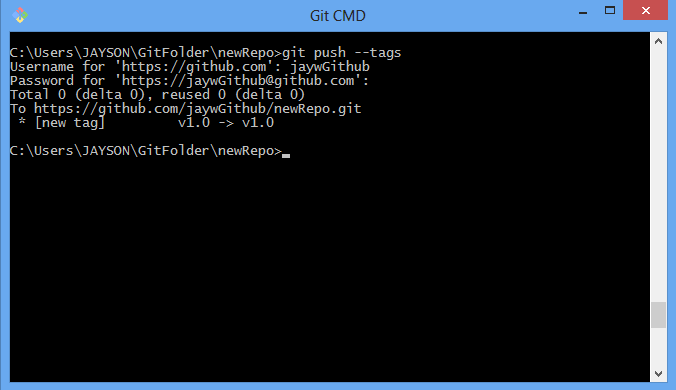 Git CMD
C:\Users\JAYSON\GitFolder\newRepo>git push --tags
Username for 'https://github.com': jaywGithub
Password for 'https://jaywGithub@github.com':
Total 0 (delta 0), reused 0 (delta 0)
To https://github.com/jaywGithub/newRepo.git
 * [new tag]         v1.0 -> v1.0
C:\Users\JAYSON\GitFolder\newRepo>